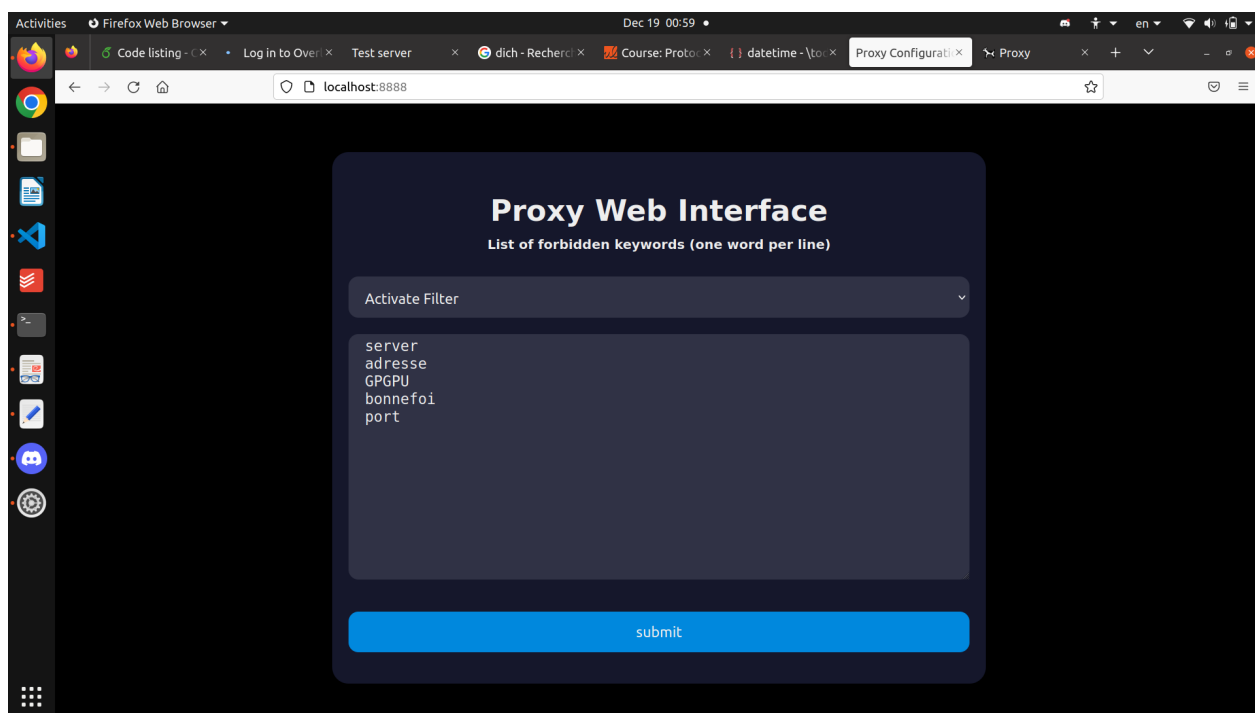 Activities Firefox Web Browser Dec 19 00:59 en
Code listing - Log in to Over Test server dich - Recherc Course: Protoc {} datetime - \toc Proxy Configurati Proxy
localhost:8888
Proxy Web Interface
List of forbidden keywords (one word per line)
Activate Filter
server
adresse
GPGPU
bonnefoi
port
submit